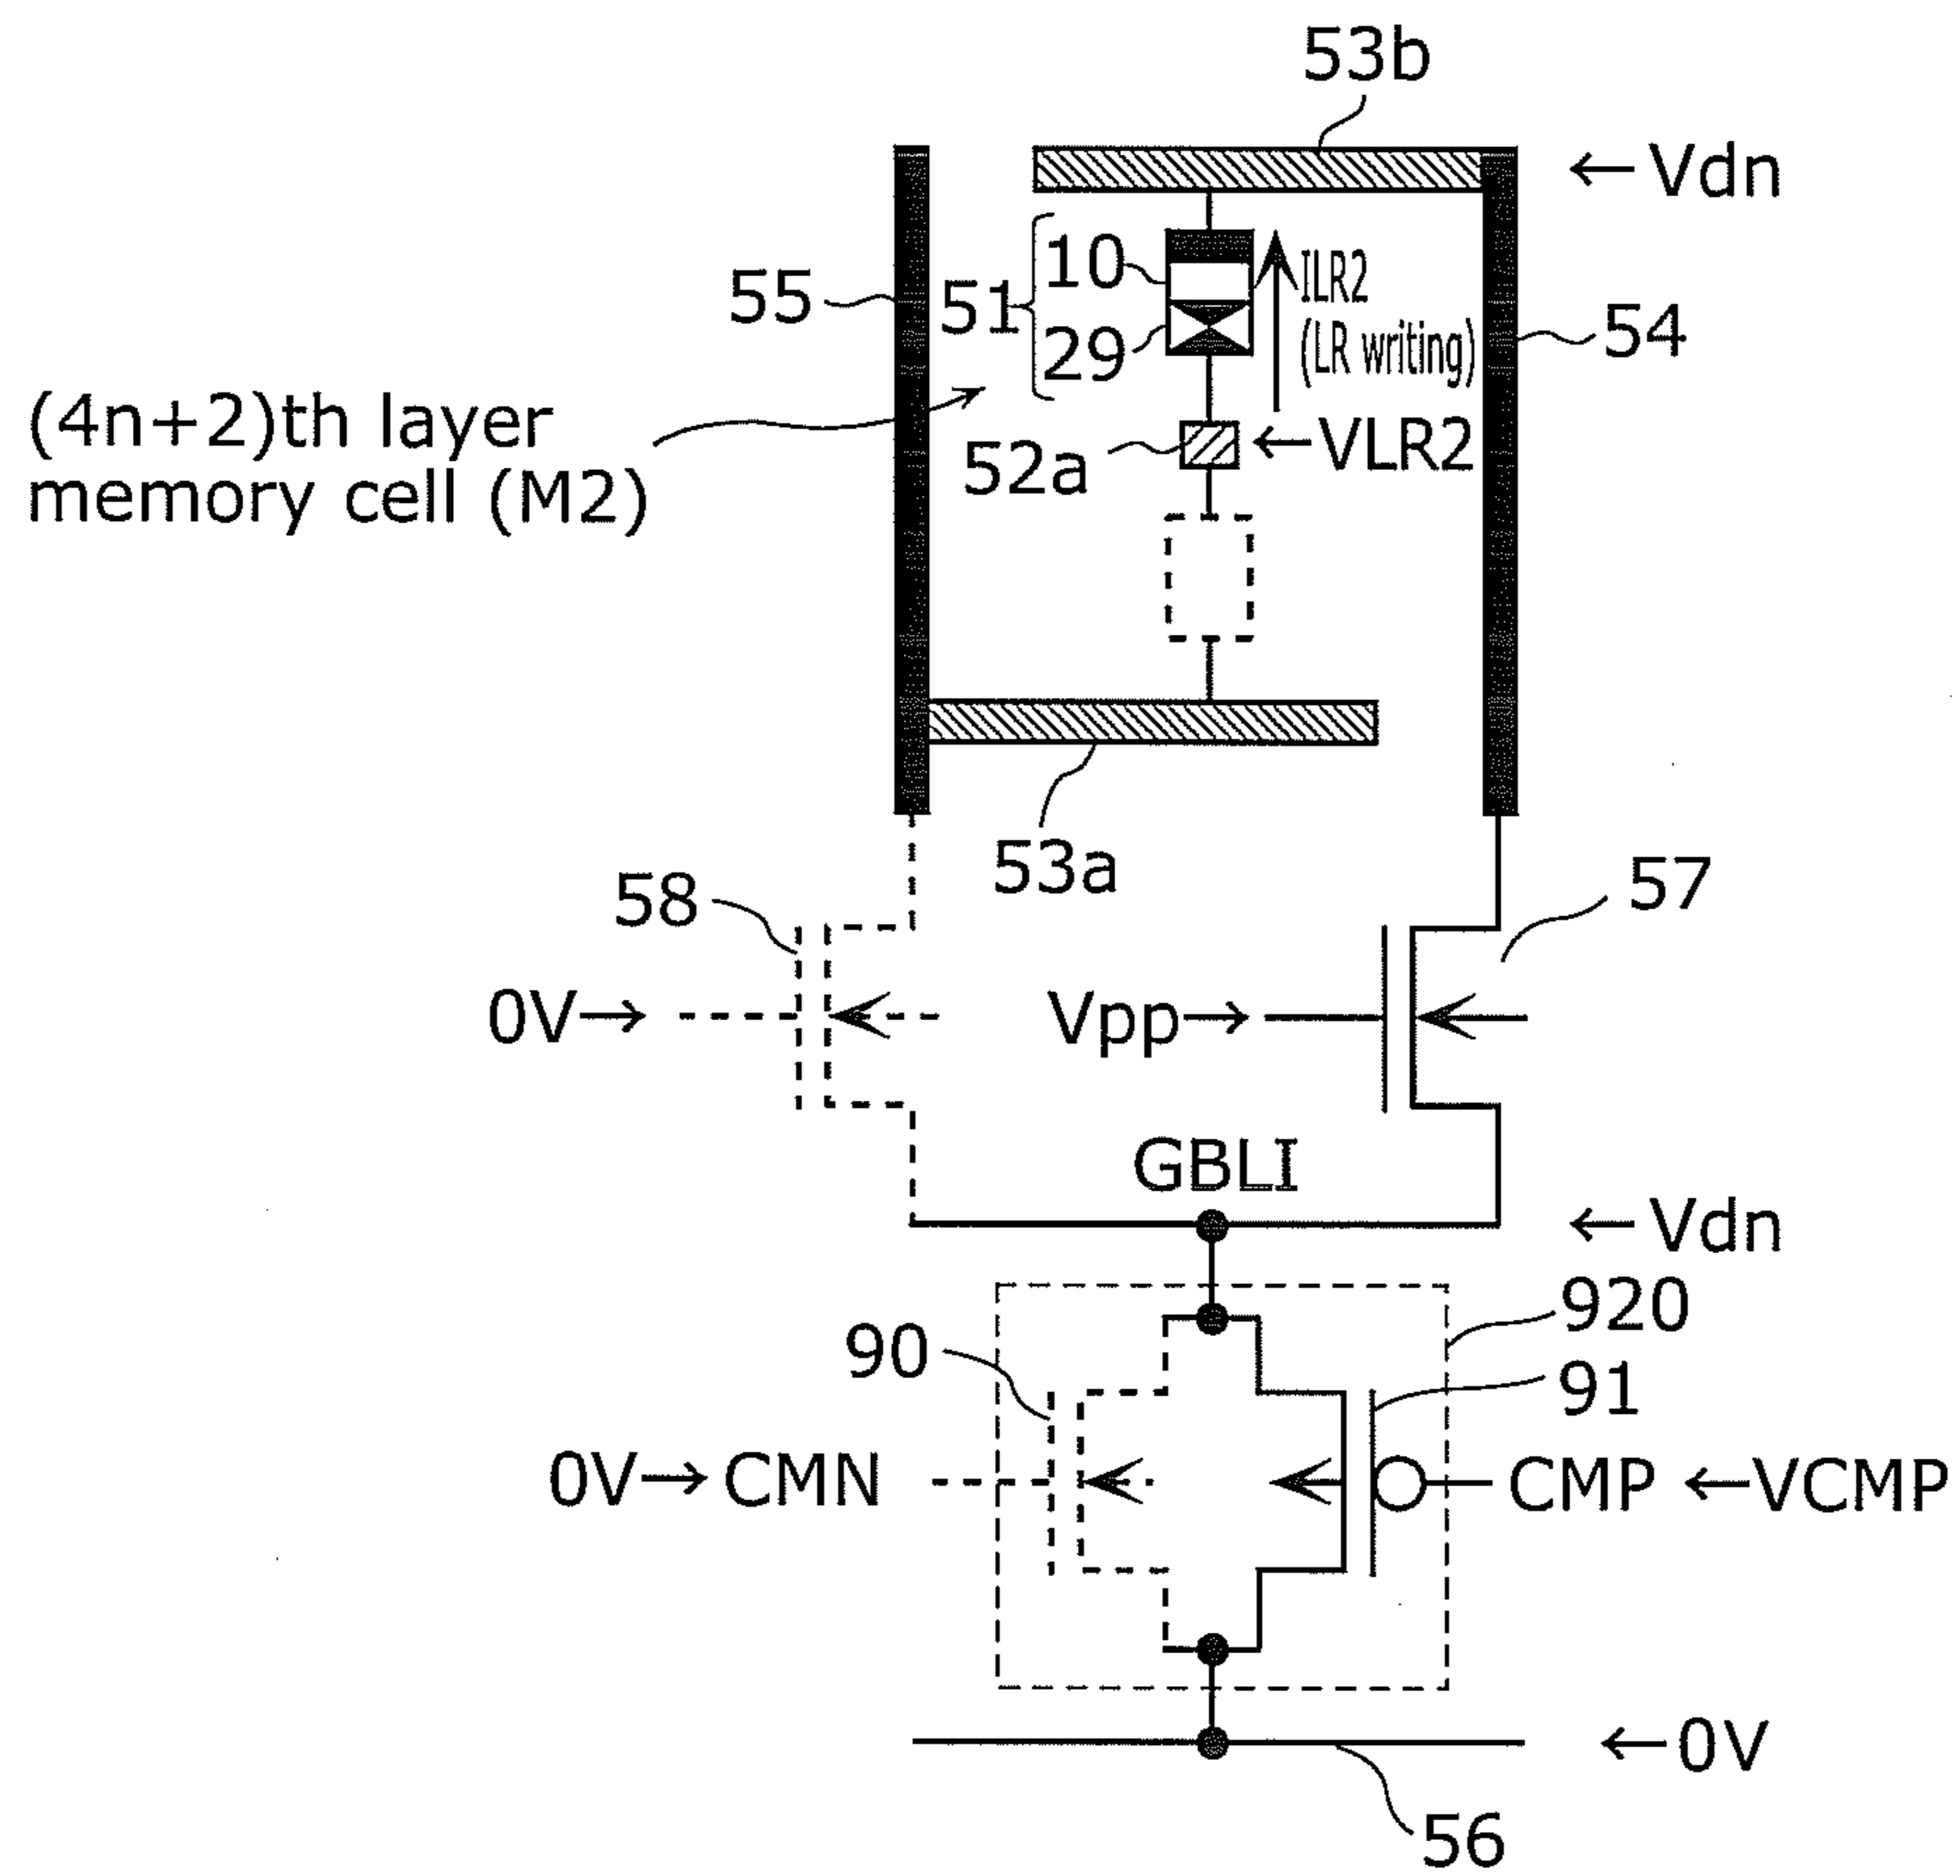 53b
←Vdn
10
ILR2
55
51
(LR writing)
54
29
(4n+2)th layer
memory cell (M2)
52a
←VLR2
53a
58
57
0V→
Vpp→
GBLI
←Vdn
920
90
91
0V→CMN
CMP←VCMP
←0V
56